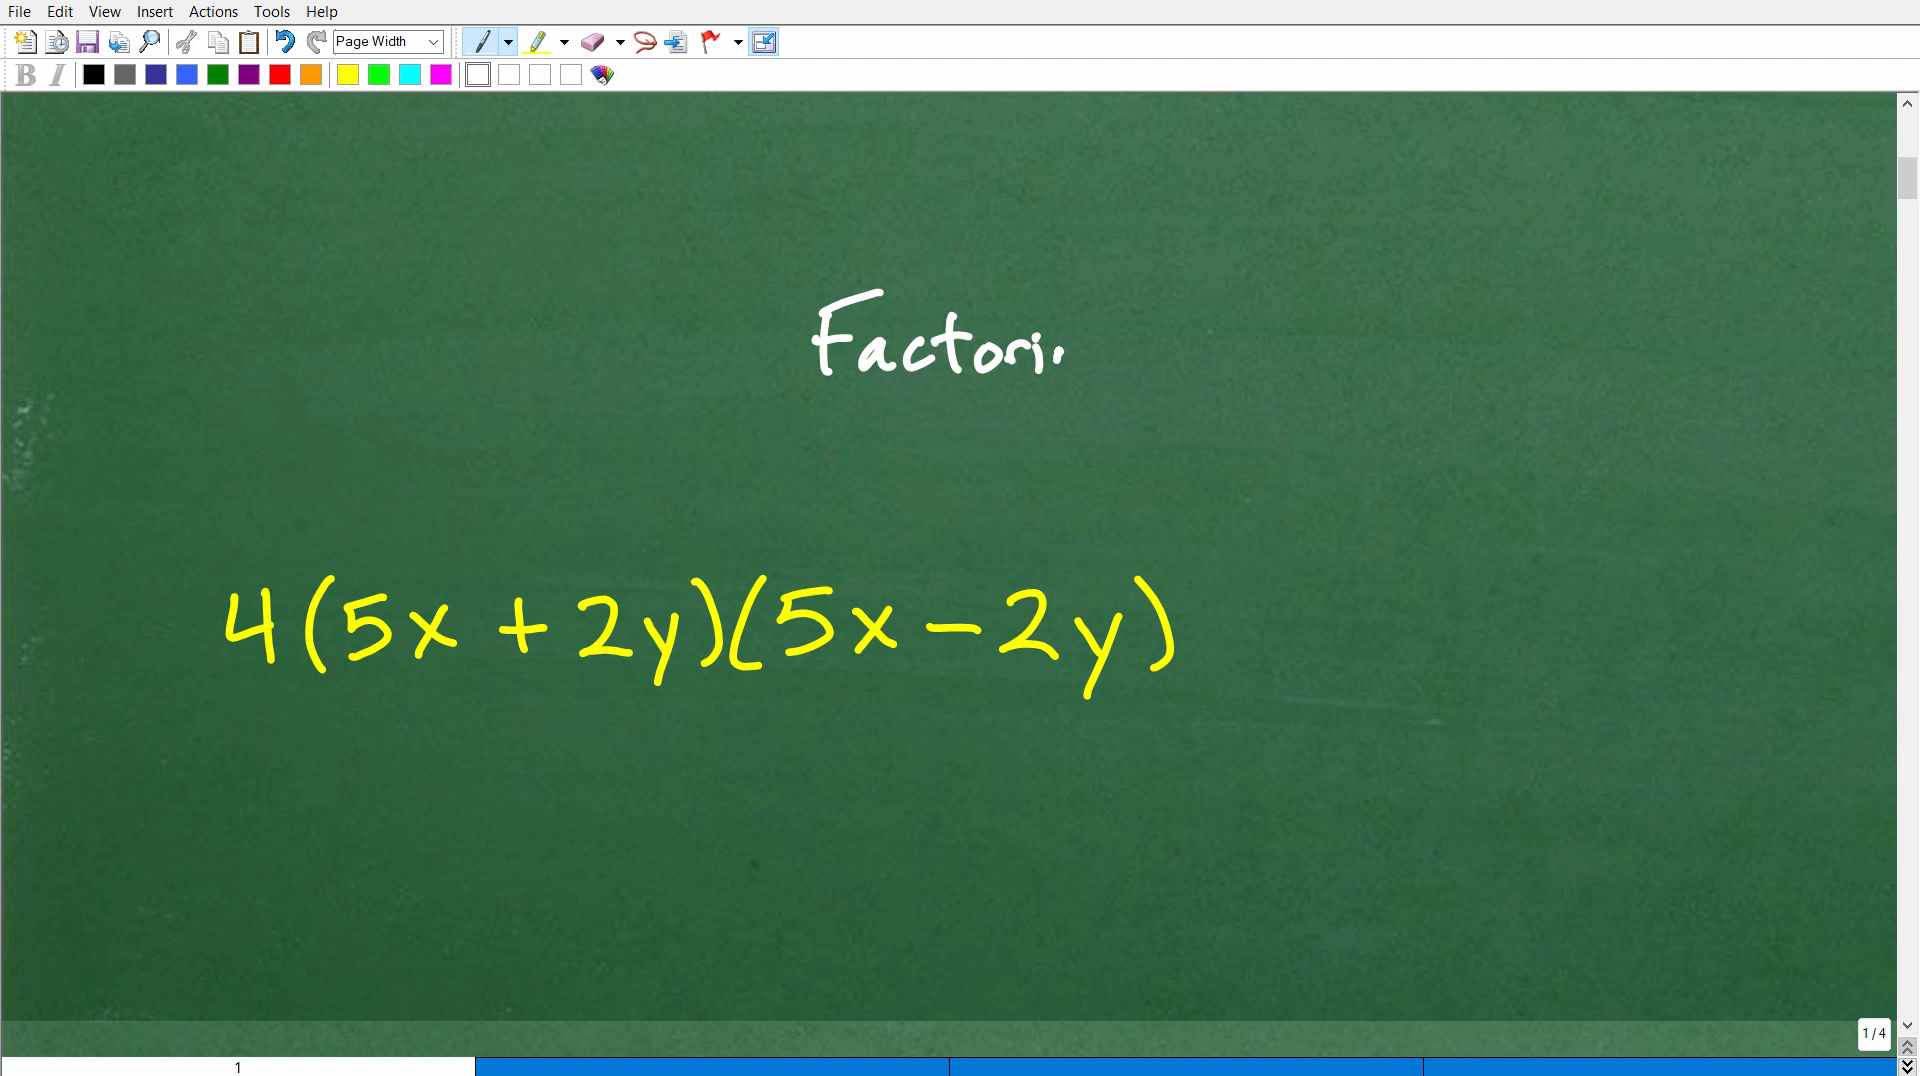 File Edit View Insert Actions Tools Help
Page Width
B I
Factori
4(5x + 2y)(5x - 2y)
1 / 4
1